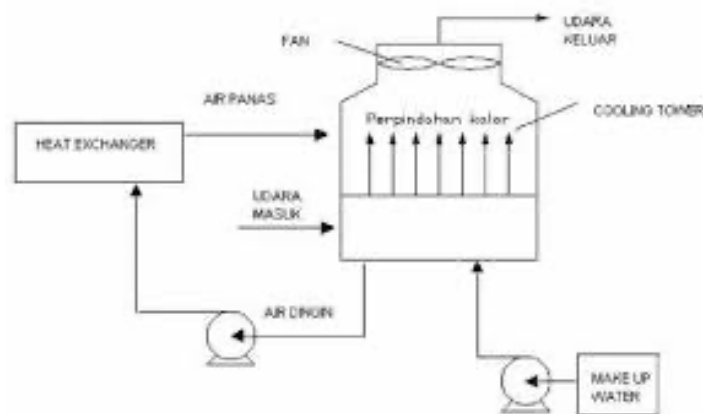 UDARA
KELUAR
FAN
AIR PANAS
Perpindahan kalor
COOLING TOWER
HEAT EXCHANGER
UDARA
MASUK
AIR DINGIN
MAKE UP
WATER